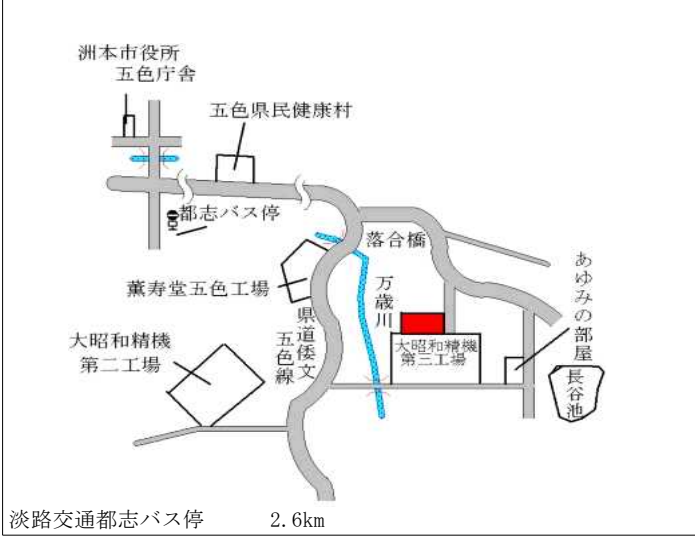 洲本市役所
五色庁舎
五色県民健康村
都志バス停
落合橋
薫寿堂五色工場
万歳川
県道倭文
五色線
あゆみの部屋
大昭和精機
第二工場
大昭和精機
第三工場
長谷池
淡路交通都志バス停 2.6km